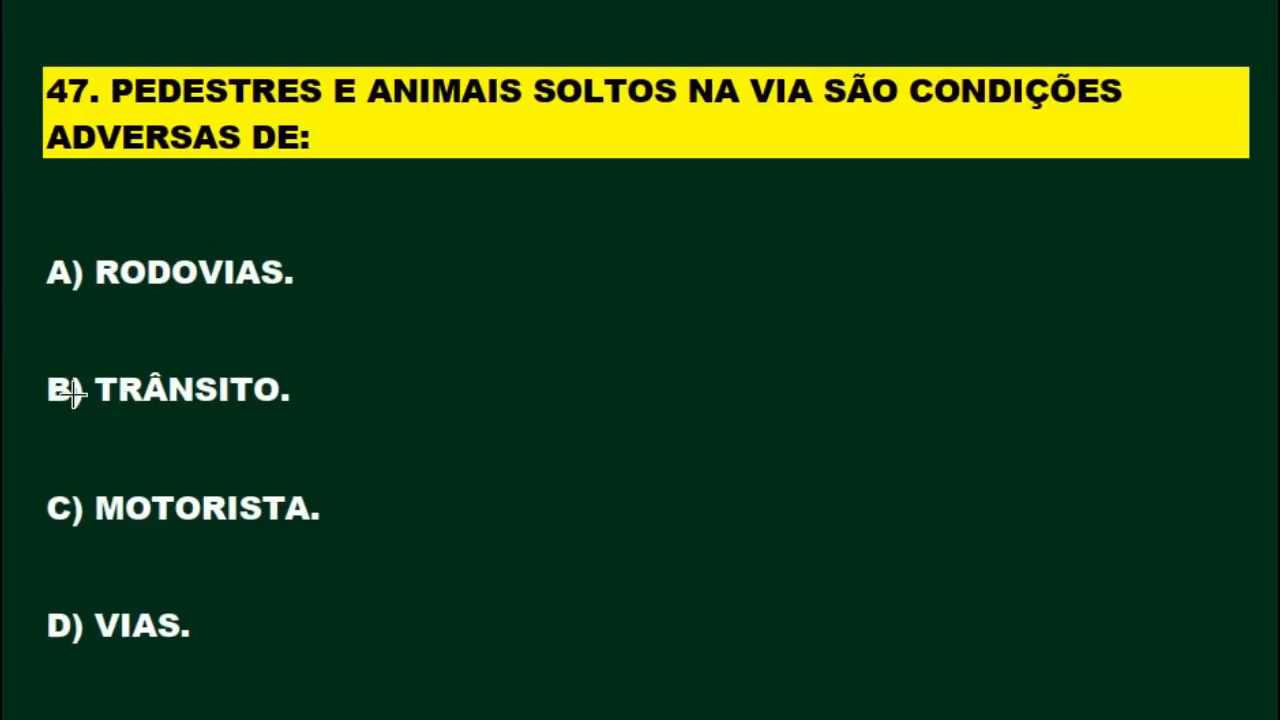 47. PEDESTRES E ANIMAIS SOLTOS NA VIA SÃO CONDIÇÕES
ADVERSAS DE:
A) RODOVIAS.
B) TRÂNSITO.
C) MOTORISTA.
D) VIAS.